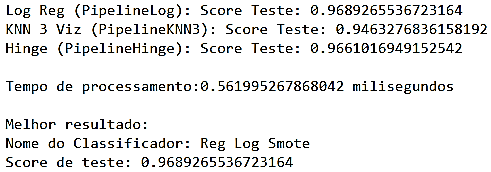 Log Reg (PipelineLog): Score Teste: 0.9689265536723164
KNN 3 Viz (PipelineKNN3): Score Teste: 0.9463276836158192
Hinge (PipelineHinge): Score Teste: 0.9661016949152542
Tempo de processamento:0.561995267868042 milisegundos
Melhor resultado:
Nome do Classificador: Reg Log Smote
Score de teste: 0.9689265536723164